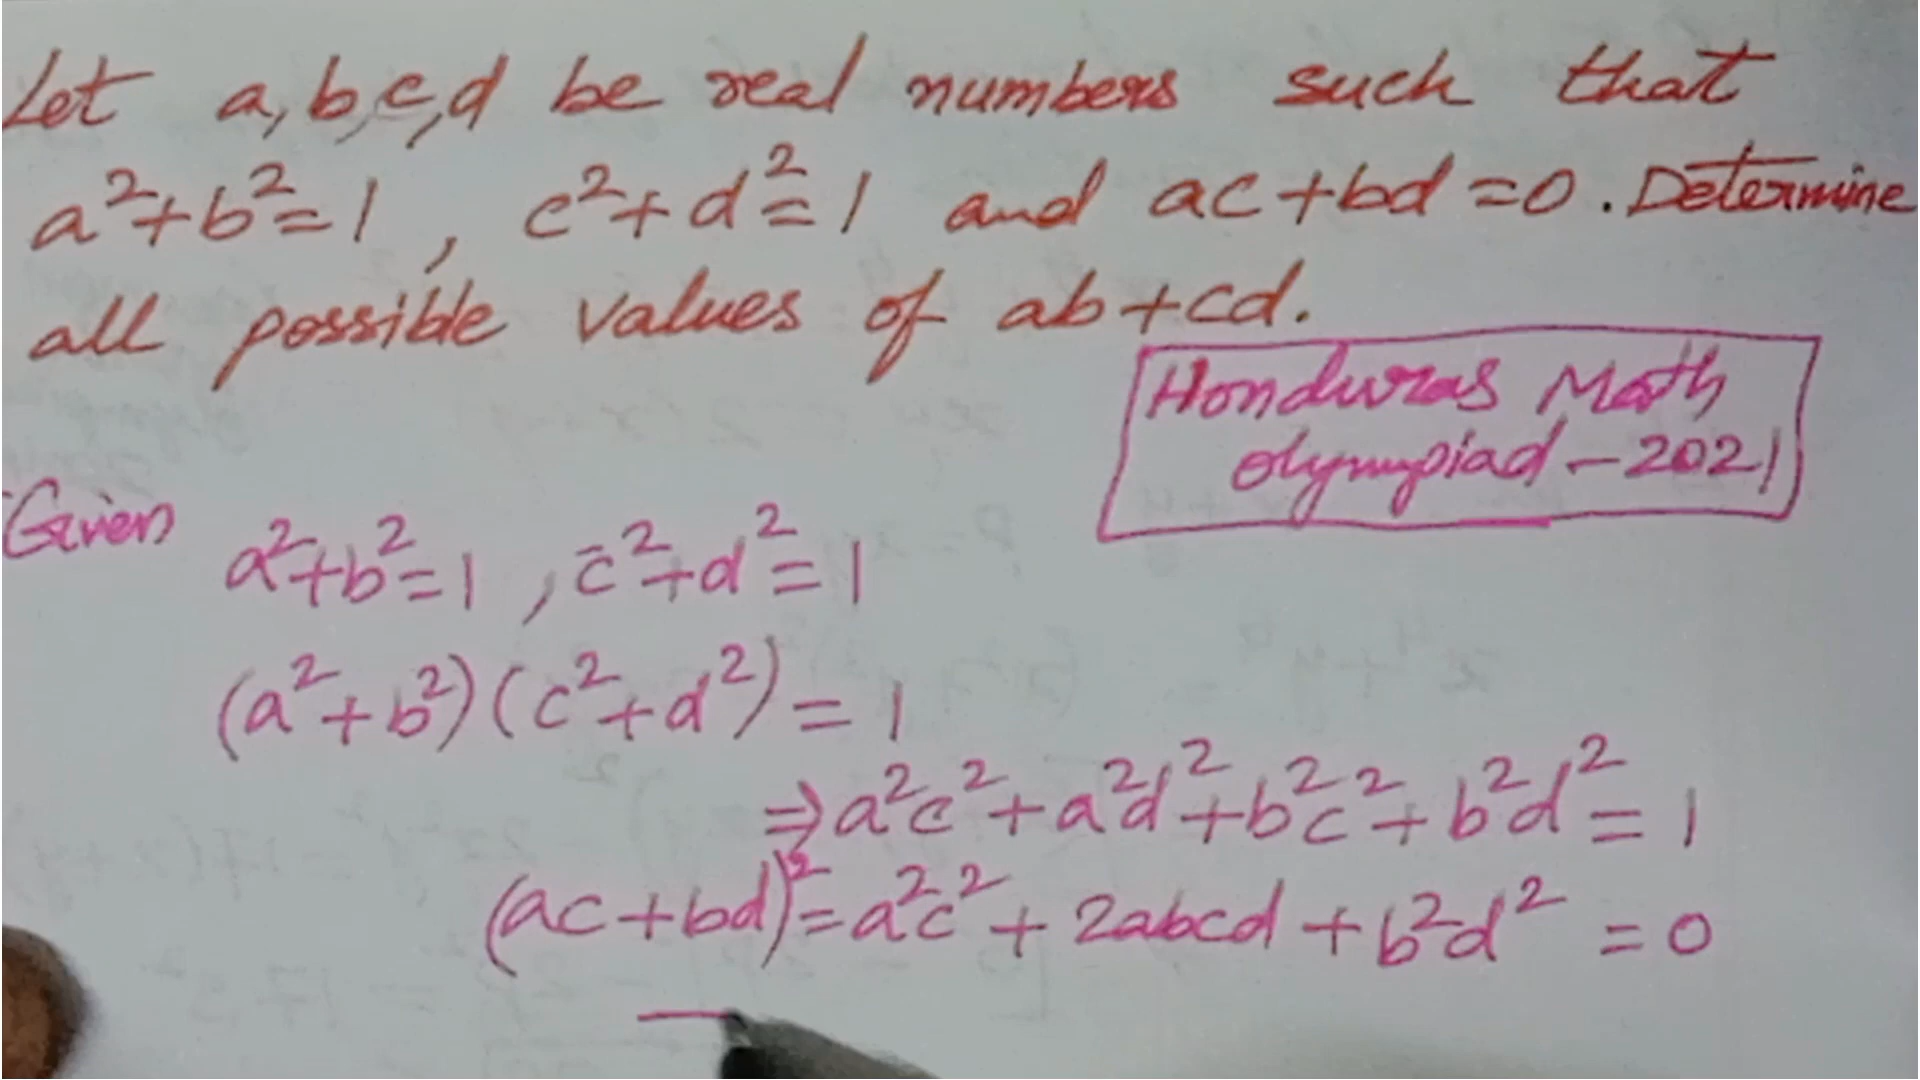 Let a, b, c, d be real numbers such that
a²+b²=1, c²+d²=1 and ac+bd=0. Determine
all possible values of ab+cd.
Honduras Math
Olympiad-2021
Given
a²+b²=1, c²+d²=1
(a²+b²)(c²+d²)=1
⇒a²c²+a²d²+b²c²+b²d²=1
(ac+bd)²=a²c²+2abcd+b²d²=0